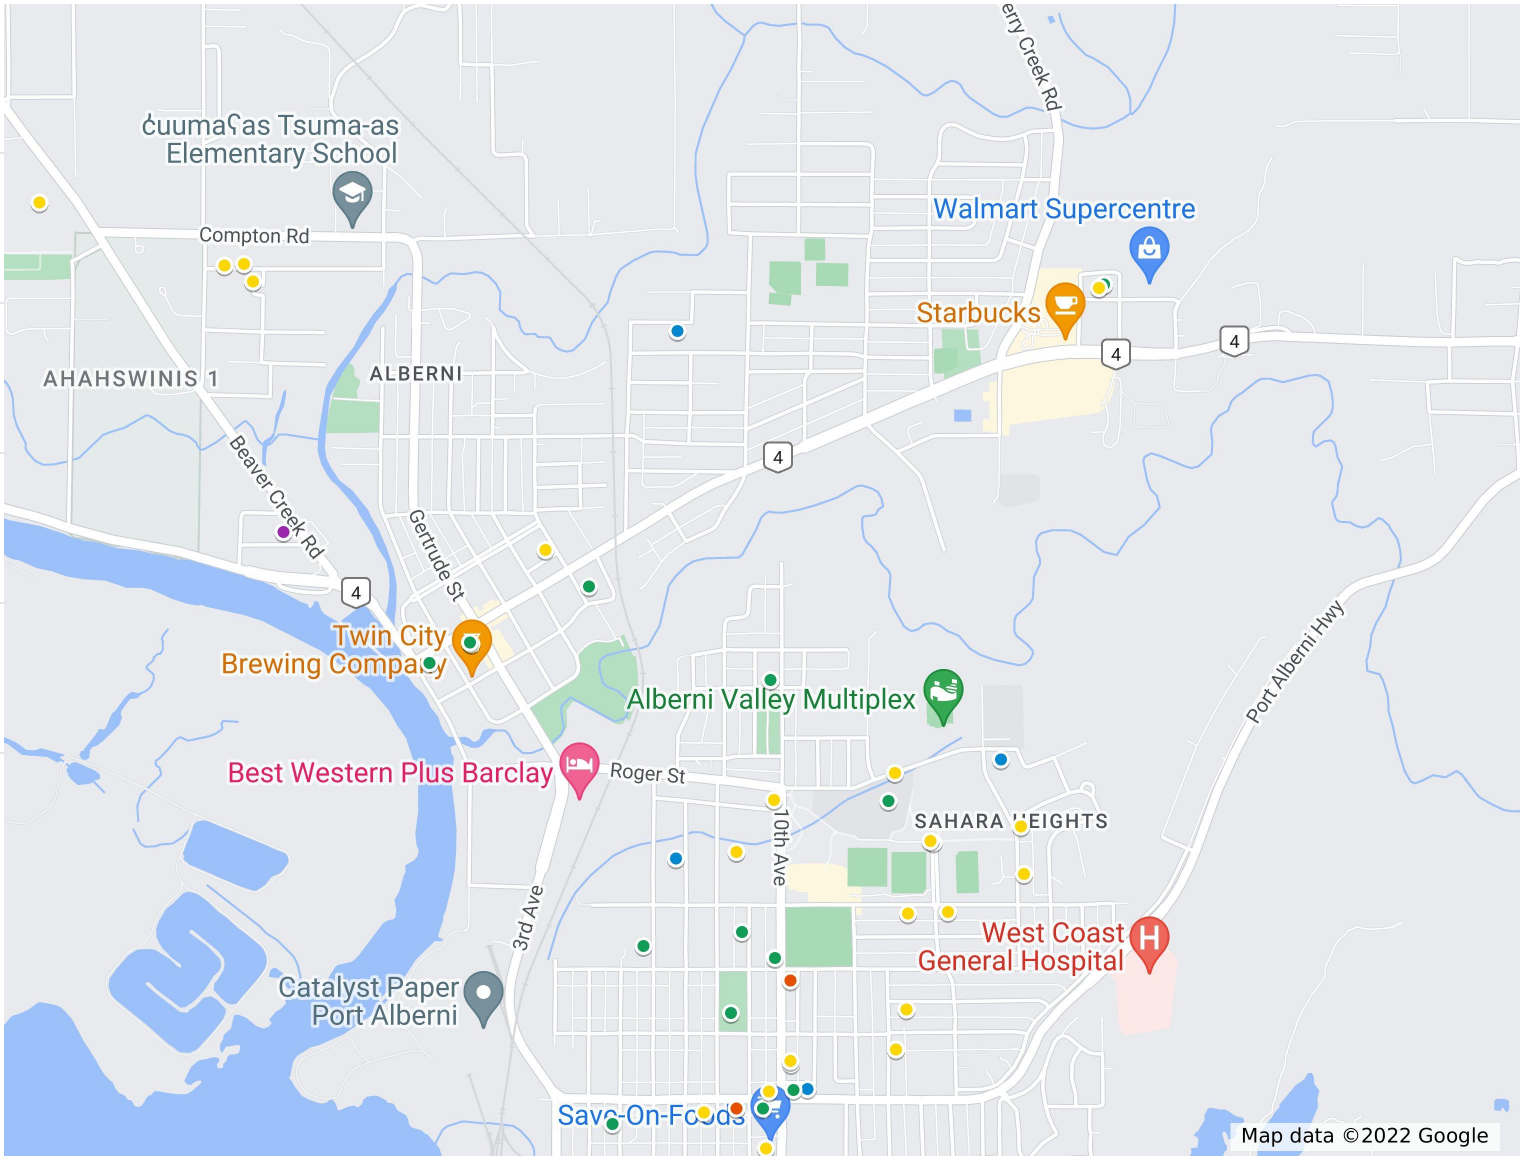 erry Creek Rd
ċuumaʕas Tsuma-as
Elementary School
Compton Rd
Walmart Supercentre
Starbucks
4
4
AHAHSWINIS 1
ALBERNI
Beaver Creek Rd
4
Gertrude St
4
Twin City
Brewing Company
Port Alberni Hwy
Alberni Valley Multiplex
Best Western Plus Barclay
Roger St
10th Ave
SAHARA HEIGHTS
3rd Ave
West Coast
General Hospital
Catalyst Paper
Port Alberni
Save-On-Foods
Map data ©2022 Google